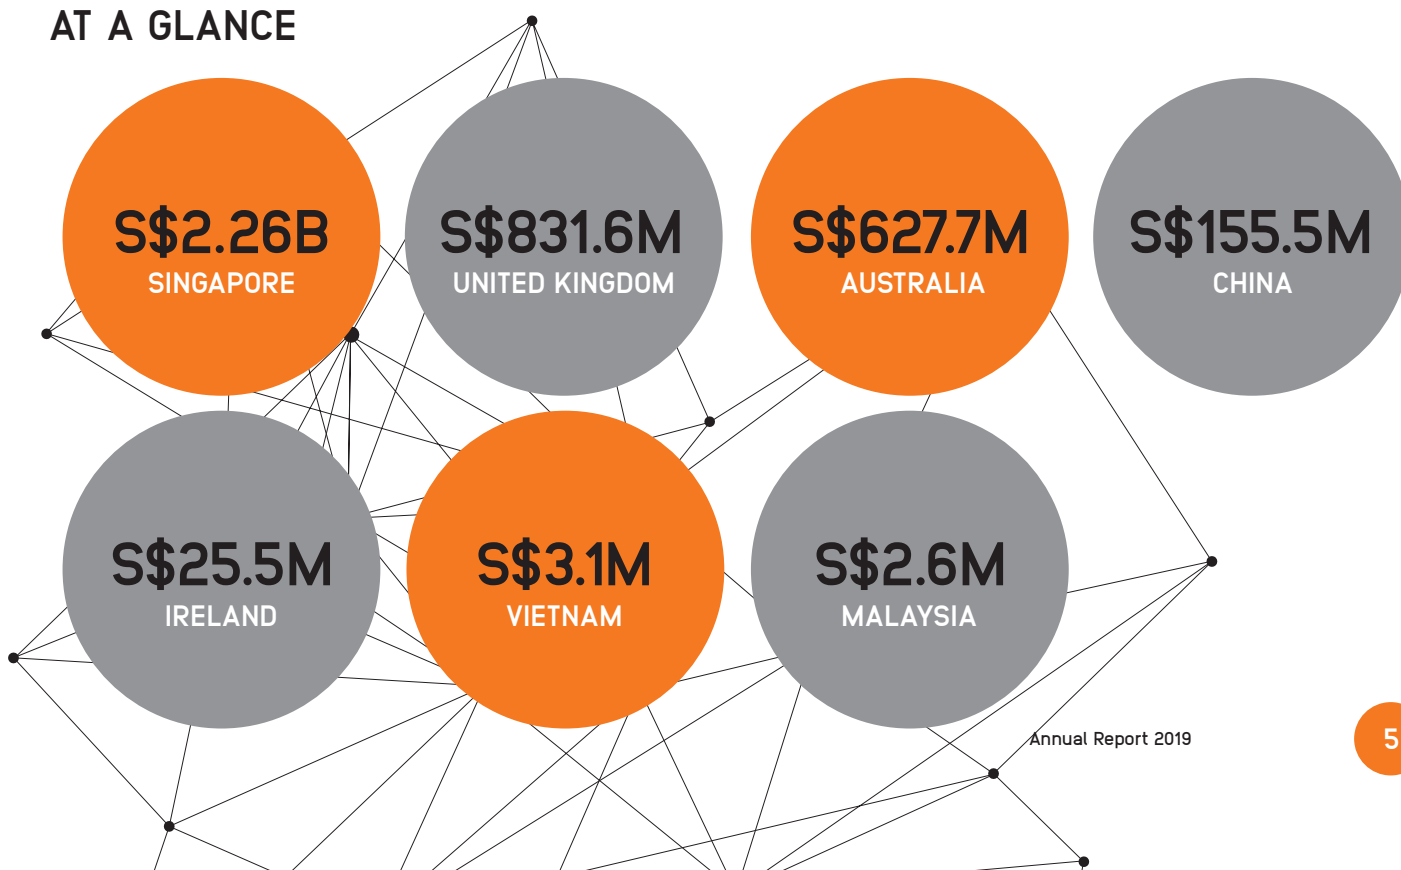 AT A GLANCE
S$2.26B
SINGAPORE
S$831.6M
UNITED KINGDOM
S$627.7M
AUSTRALIA
S$155.5M
CHINA
S$25.5M
IRELAND
S$3.1M
VIETNAM
S$2.6M
MALAYSIA
Annual Report 2019
5